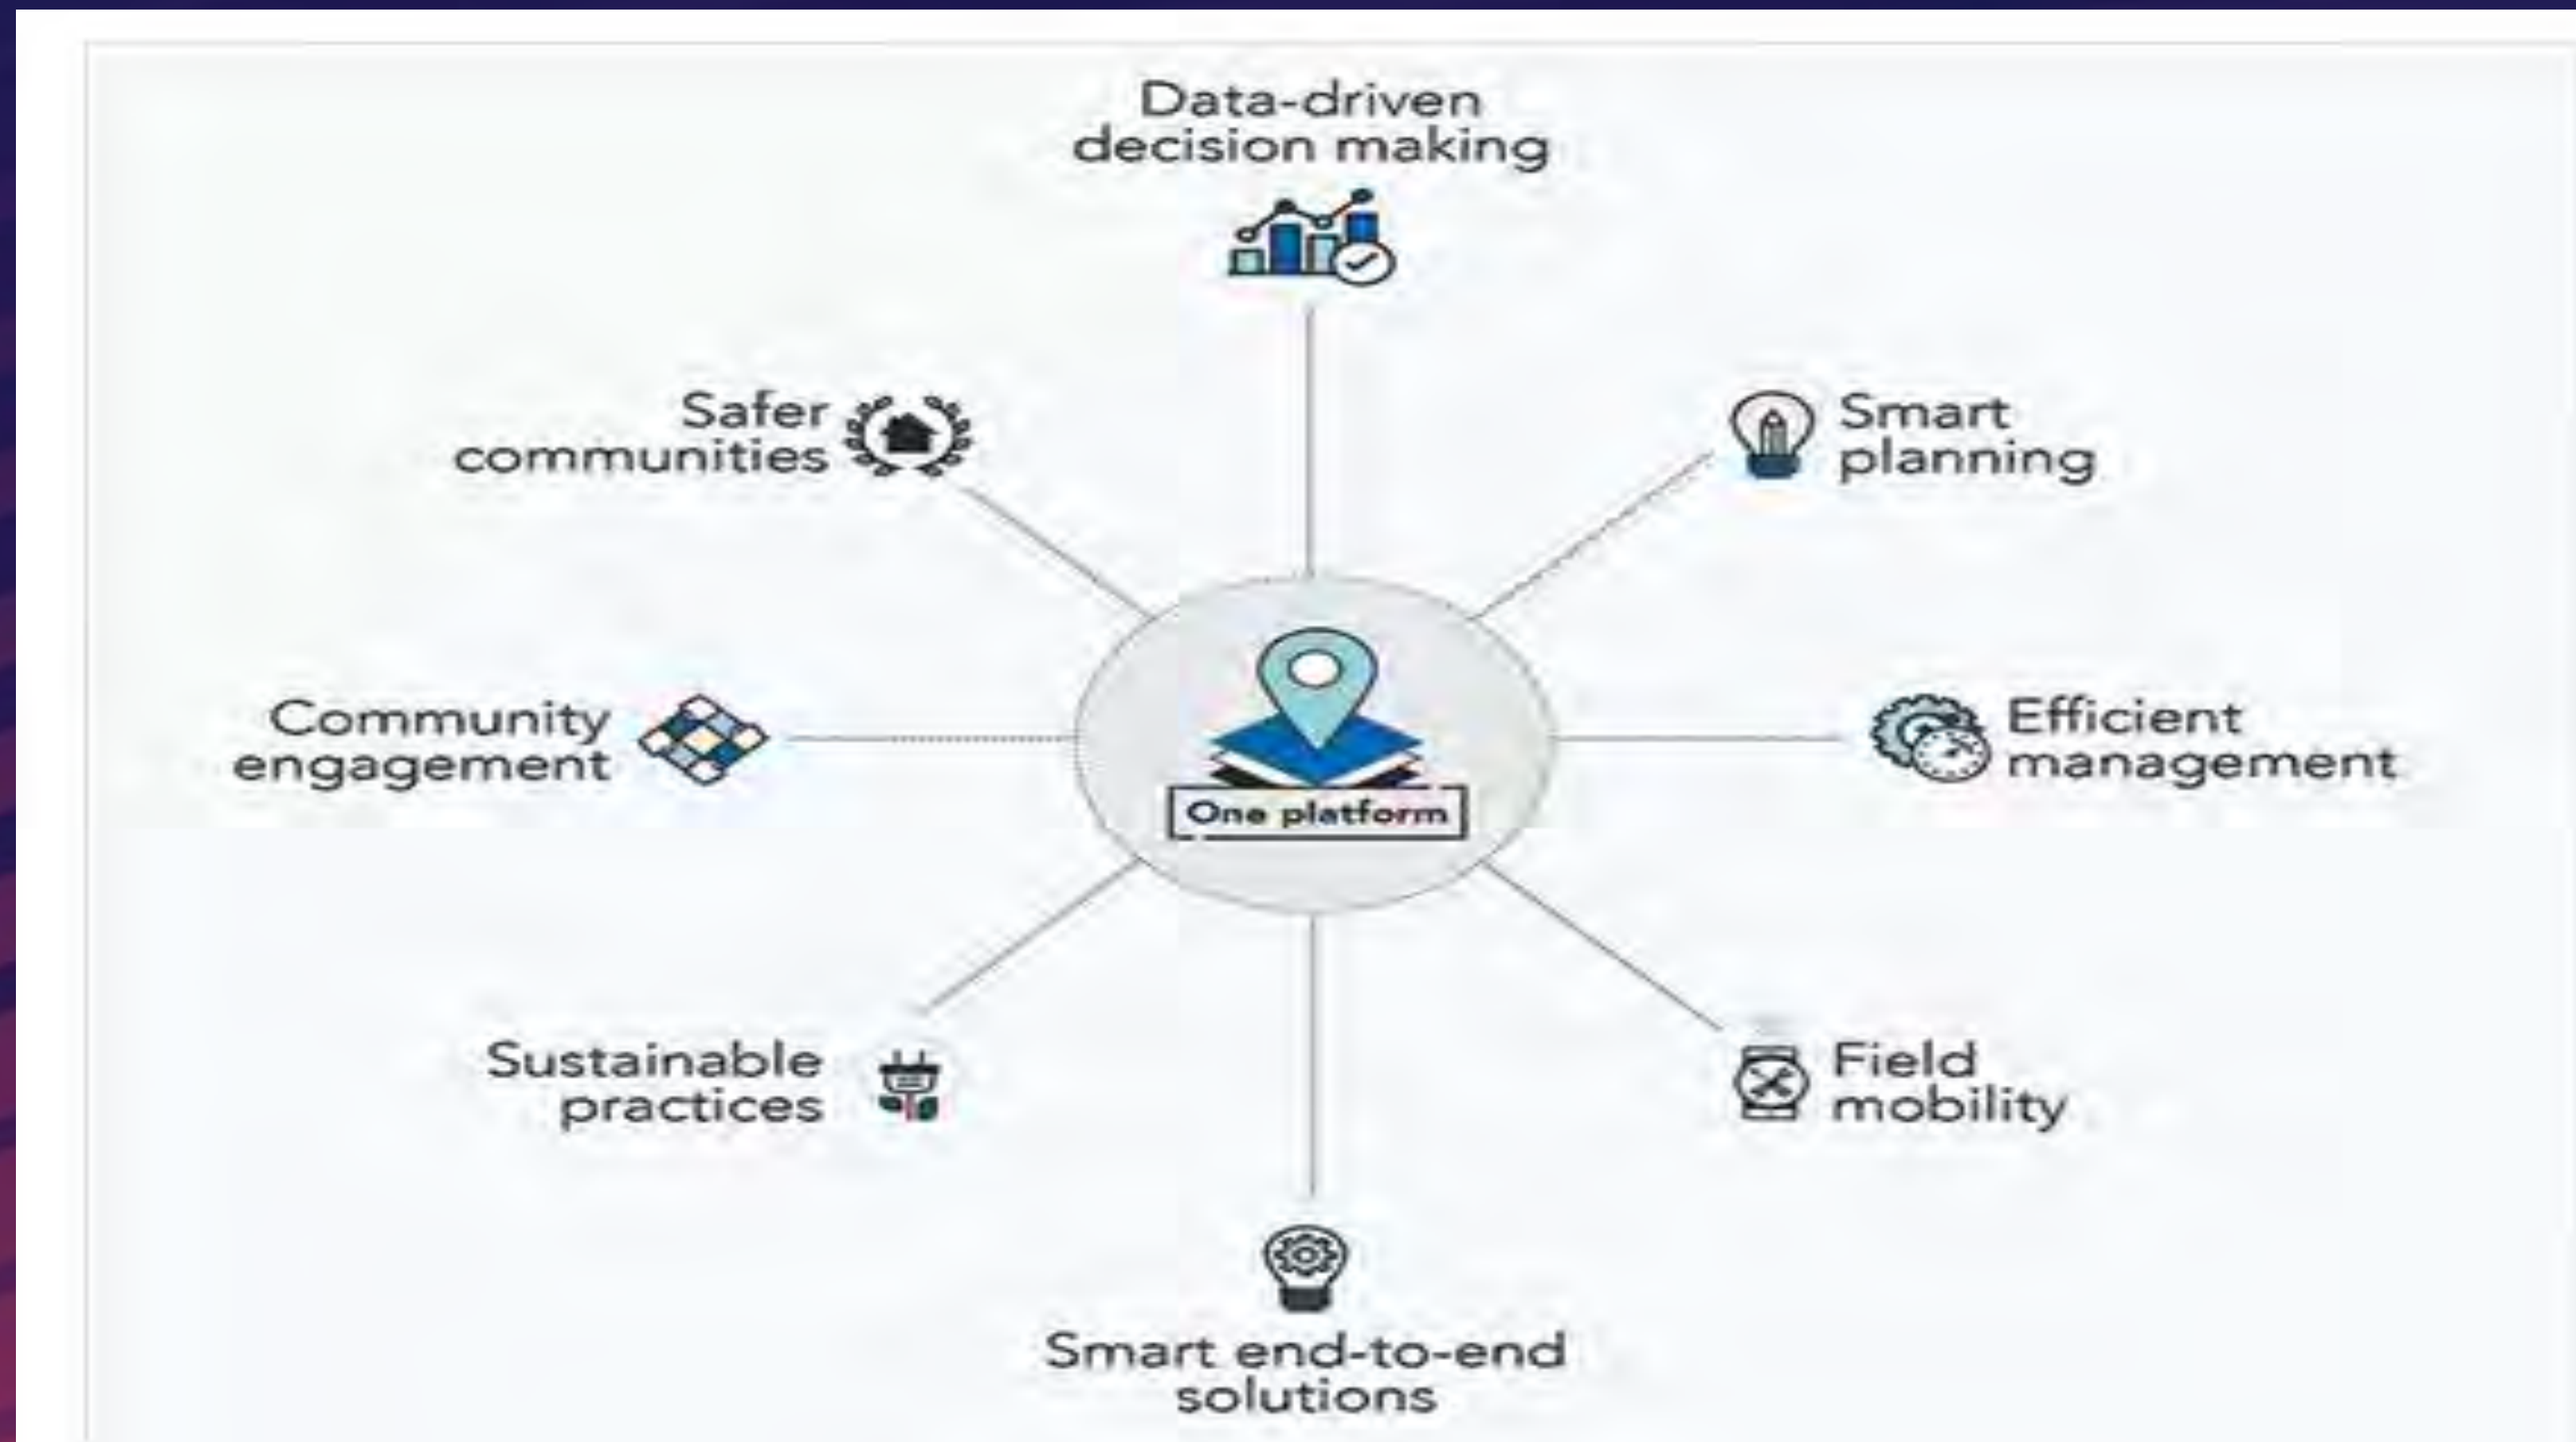 Data-driven
decision making
Safer
communities
Smart
planning
Community
engagement
Efficient
management
One platform
Sustainable
practices
Field
mobility
Smart end-to-end
solutions